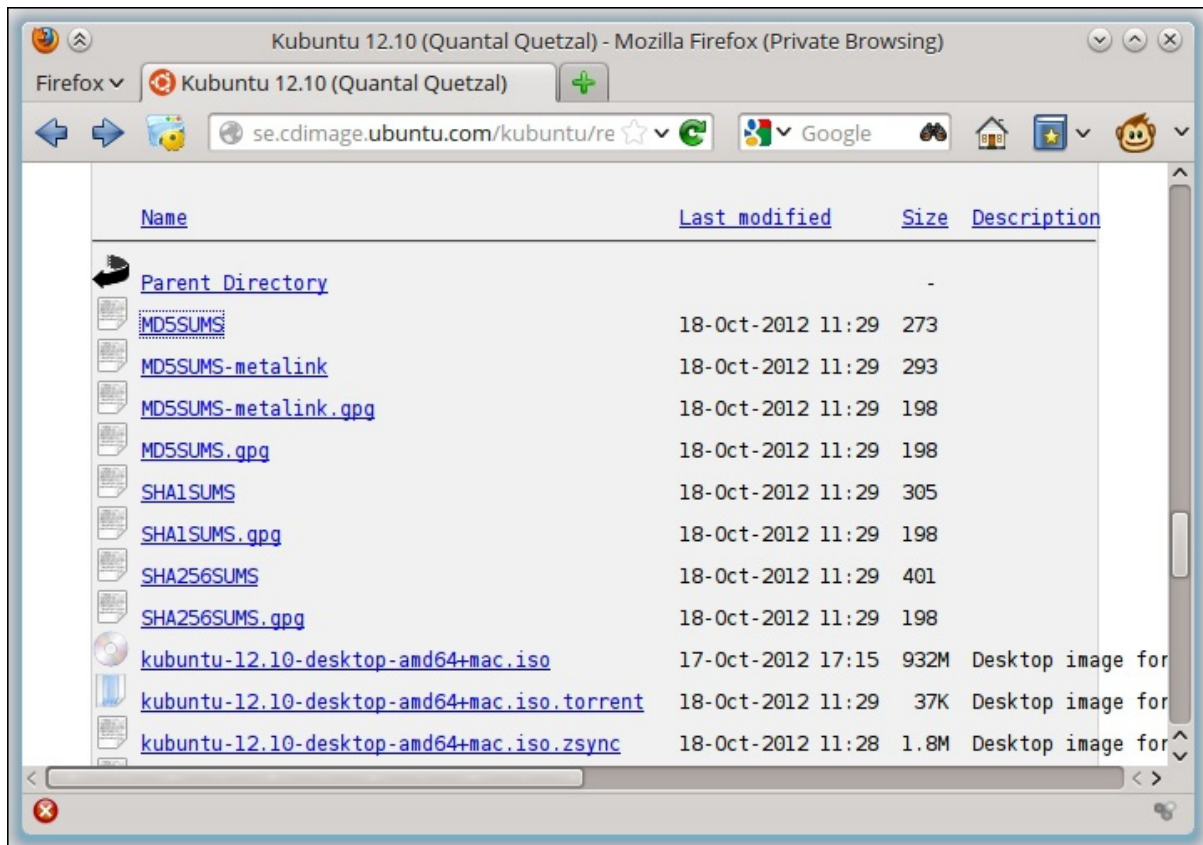 Kubuntu 12.10 (Quantal Quetzal) - Mozilla Firefox (Private Browsing)
Firefox
Kubuntu 12.10 (Quantal Quetzal)
se.cdimage.ubuntu.com/kubuntu/re
Google
Name Last modified Size Description
Parent Directory -
MD5SUMS 18-Oct-2012 11:29 273
MD5SUMS-metalink 18-Oct-2012 11:29 293
MD5SUMS-metalink.gpg 18-Oct-2012 11:29 198
MD5SUMS.gpg 18-Oct-2012 11:29 198
SHA1SUMS 18-Oct-2012 11:29 305
SHA1SUMS.gpg 18-Oct-2012 11:29 198
SHA256SUMS 18-Oct-2012 11:29 401
SHA256SUMS.gpg 18-Oct-2012 11:29 198
kubuntu-12.10-desktop-amd64+mac.iso 17-Oct-2012 17:15 932M Desktop image for
kubuntu-12.10-desktop-amd64+mac.iso.torrent 18-Oct-2012 11:29 37K Desktop image for
kubuntu-12.10-desktop-amd64+mac.iso.zsync 18-Oct-2012 11:28 1.8M Desktop image for